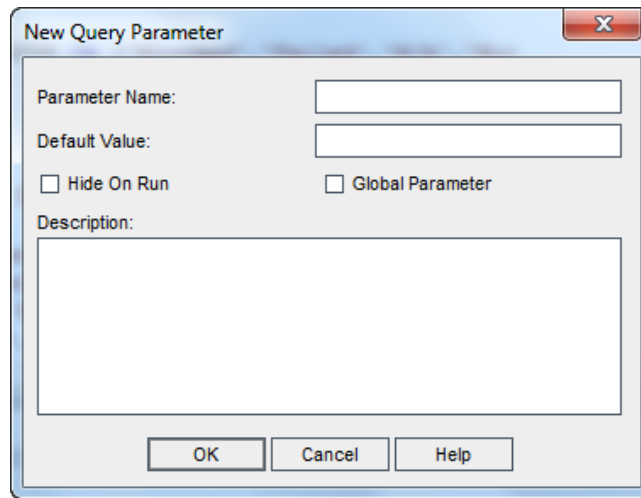 New Query Parameter
Parameter Name:
Default Value:
Hide On Run Global Parameter
Description:
OK Cancel Help